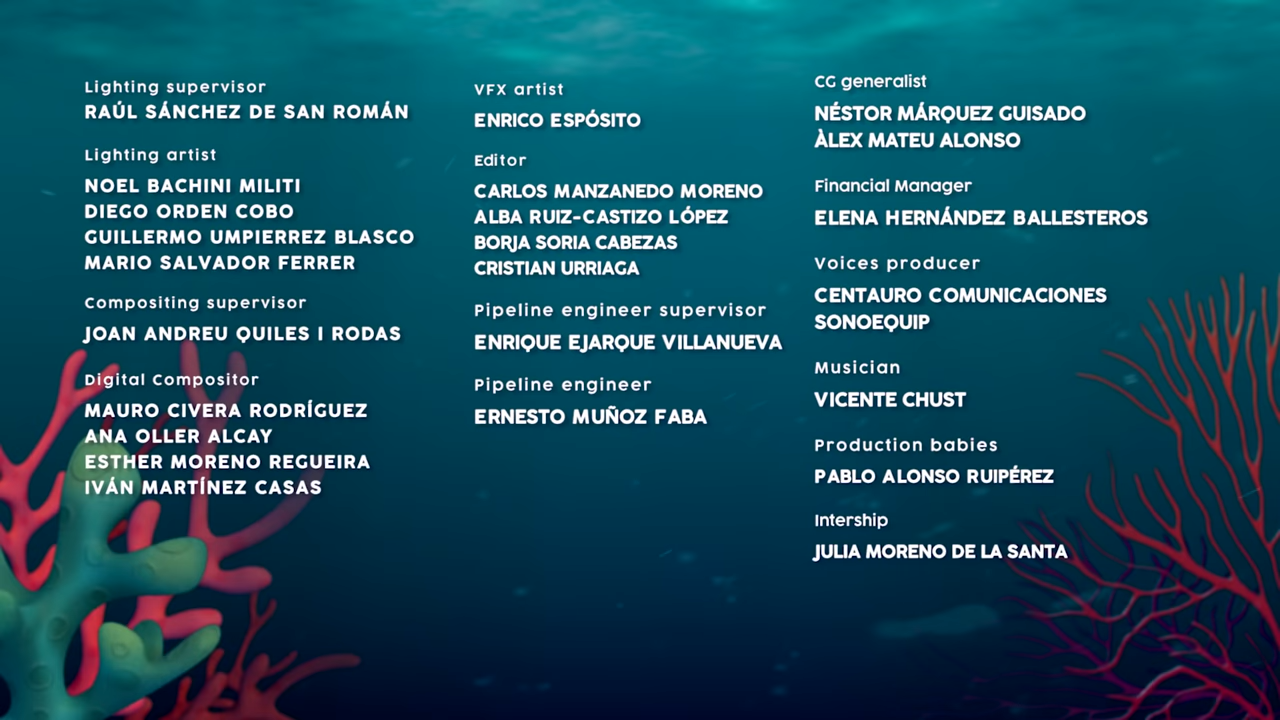 Lighting supervisor
RAÚL SÁNCHEZ DE SAN ROMÁN
Lighting artist
NOEL BACHINI MILITI
DIEGO ORDEN COBO
GUILLERMO UMPIERREZ BLASCO
MARIO SALVADOR FERRER
Compositing supervisor
JOAN ANDREU QUILES I RODAS
Digital Compositor
MAURO CIVERA RODRÍGUEZ
ANA OLLER ALCAY
ESTHER MORENO REGUEIRA
IVÁN MARTÍNEZ CASAS
VFX artist
ENRICO ESPÓSITO
Editor
CARLOS MANZANEDO MORENO
ALBA RUIZ-CASTIZO LÓPEZ
BORJA SORIA CABEZAS
CRISTIAN URRIAGA
Pipeline engineer supervisor
ENRIQUE EJARQUE VILLANUEVA
Pipeline engineer
ERNESTO MUÑOZ FABA
CG generalist
NÉSTOR MÁRQUEZ GUISADO
ÀLEX MATEU ALONSO
Financial Manager
ELENA HERNÁNDEZ BALLESTEROS
Voices producer
CENTAURO COMUNICACIONES
SONOEQUIP
Musician
VICENTE CHUST
Production babies
PABLO ALONSO RUIPÉREZ
Intership
JULIA MORENO DE LA SANTA